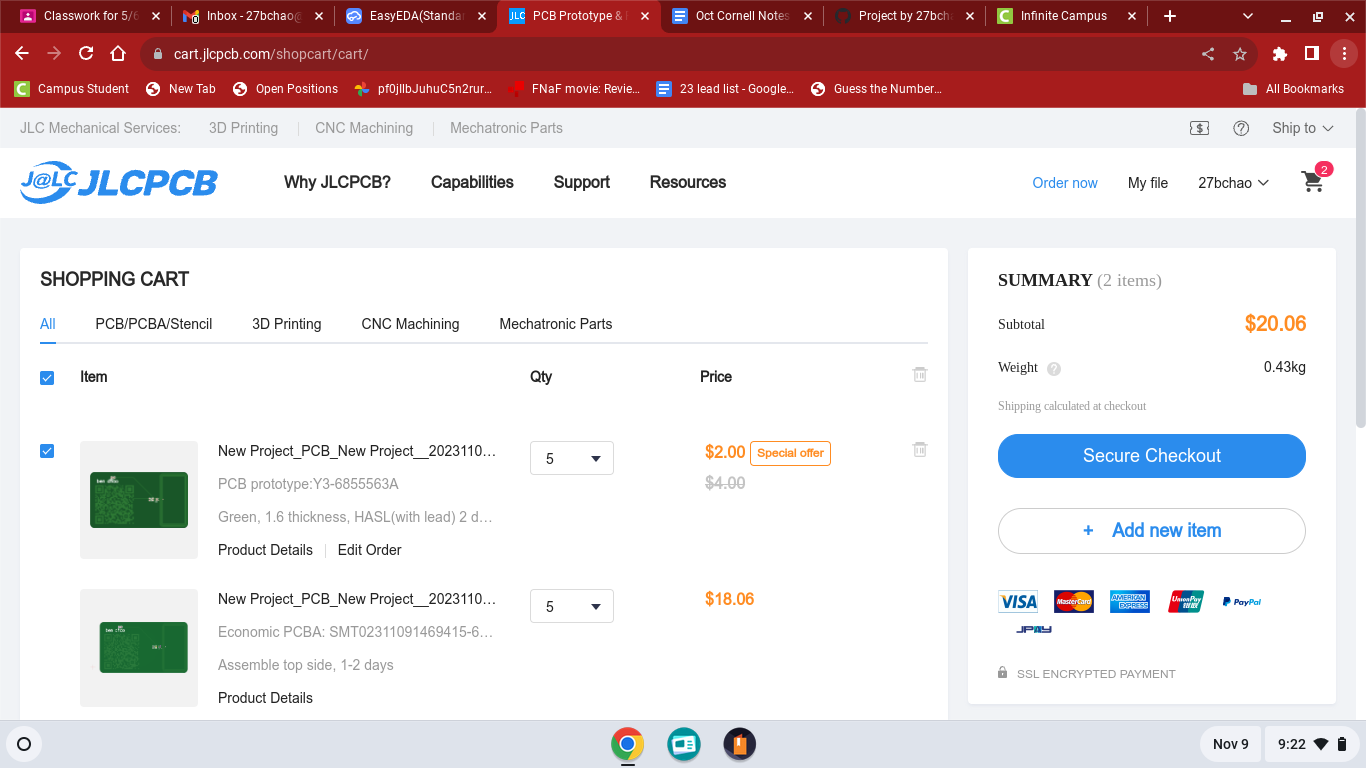 Classwork for 5/6
Inbox - 27bchao@
EasyEDA(Standar
PCB Prototype &
Oct Cornell Notes
Project by 27bcha
Infinite Campus
cart.jlcpcb.com/shopcart/cart/
Campus Student
New Tab
Open Positions
pf0jIlbJuhuC5n2rur...
FNaF movie: Revie...
23 lead list - Google...
Guess the Number...
All Bookmarks
JLC Mechanical Services: 3D Printing CNC Machining Mechatronic Parts
Ship to
J@LC JLCPCB
Why JLCPCB? Capabilities Support Resources
Order now My file 27bchao 2
SHOPPING CART
All PCB/PCBA/Stencil 3D Printing CNC Machining Mechatronic Parts
Item Qty Price
New Project_PCB_New Project__2023110...
5
$2.00 Special offer
PCB prototype:Y3-6855563A
$4.00
Green, 1.6 thickness, HASL(with lead) 2 d...
Product Details Edit Order
New Project_PCB_New Project__2023110...
5
$18.06
Economic PCBA: SMT02311091469415-6...
Assemble top side, 1-2 days
Product Details
SUMMARY (2 items)
Subtotal $20.06
Weight ? 0.43kg
Shipping calculated at checkout
Secure Checkout
+ Add new item
VISA MasterCard AMERICAN EXPRESS UnionPay PayPal
JPAY
SSL ENCRYPTED PAYMENT
Nov 9 9:22